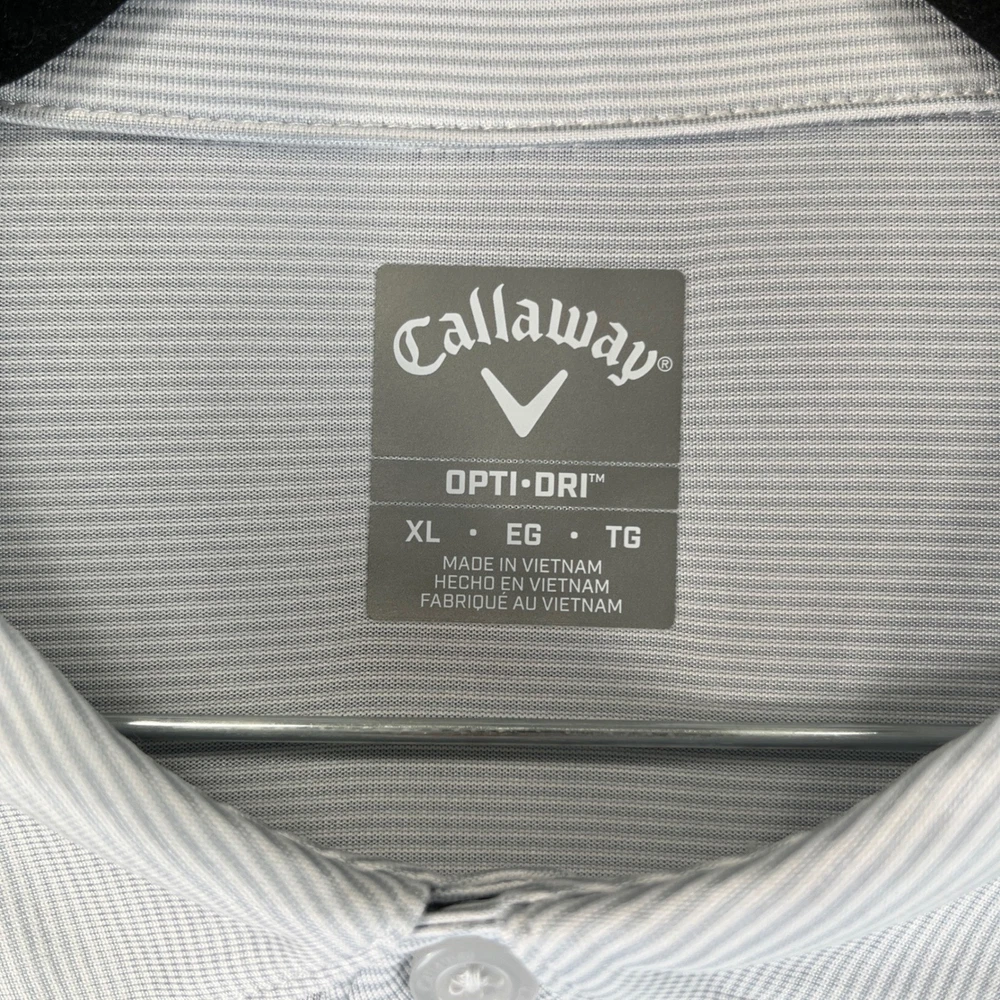 Callaway®
OPTI•DRI™
XL • EG • TG
MADE IN VIETNAM
HECHO EN VIETNAM
FABRIQUÉ AU VIETNAM